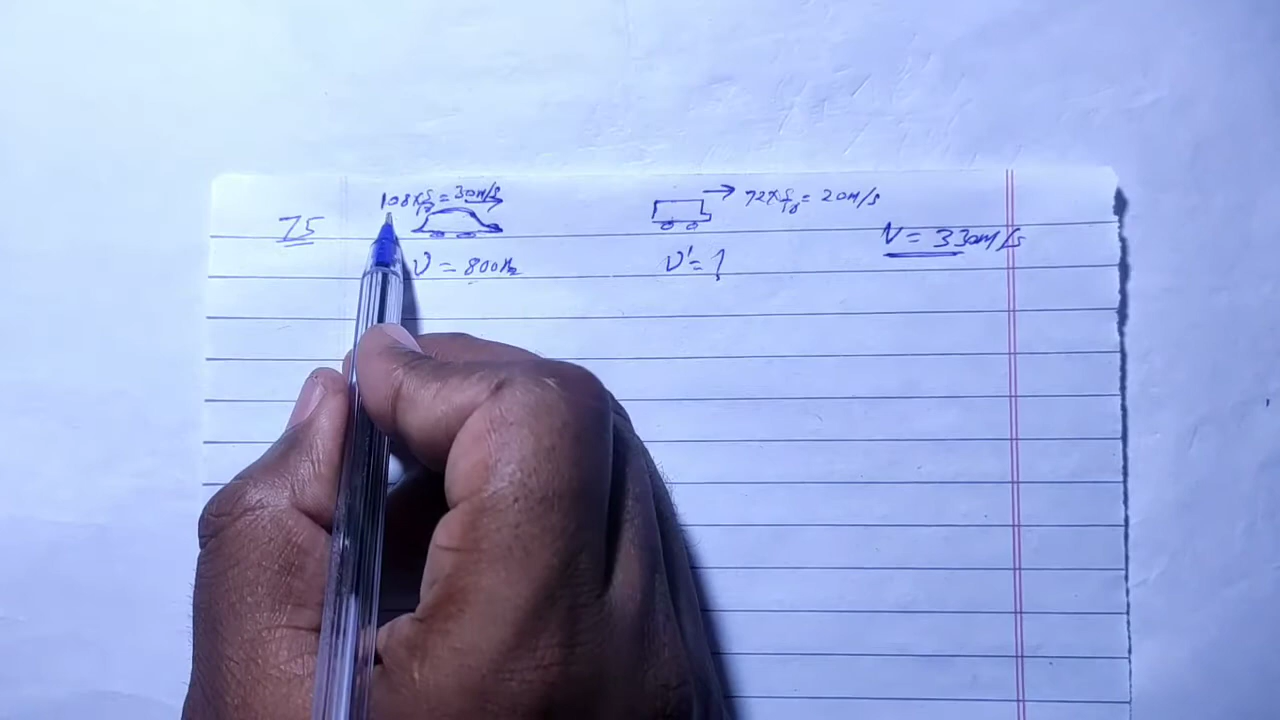 75
108 × 5/18 = 30m/s
72 × 5/18 = 20m/s
V = 330m/s
ν = 800Hz
ν' = ?